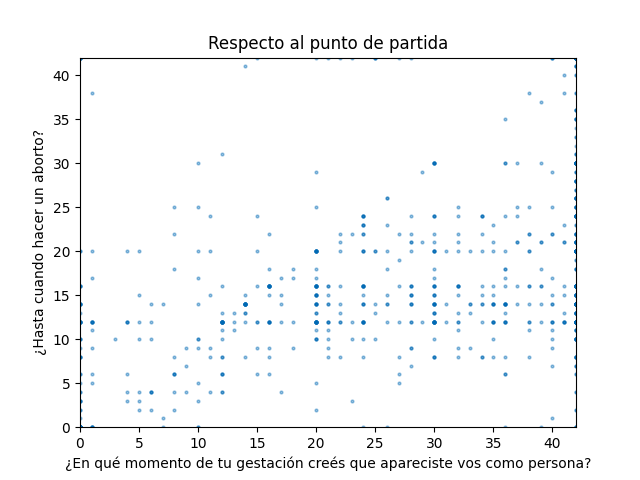 Respecto al punto de partida
¿Hasta cuando hacer un aborto?
40
35
30
25
20
15
10
5
0
0 5 10 15 20 25 30 35 40
¿En qué momento de tu gestación creés que apareciste vos como persona?